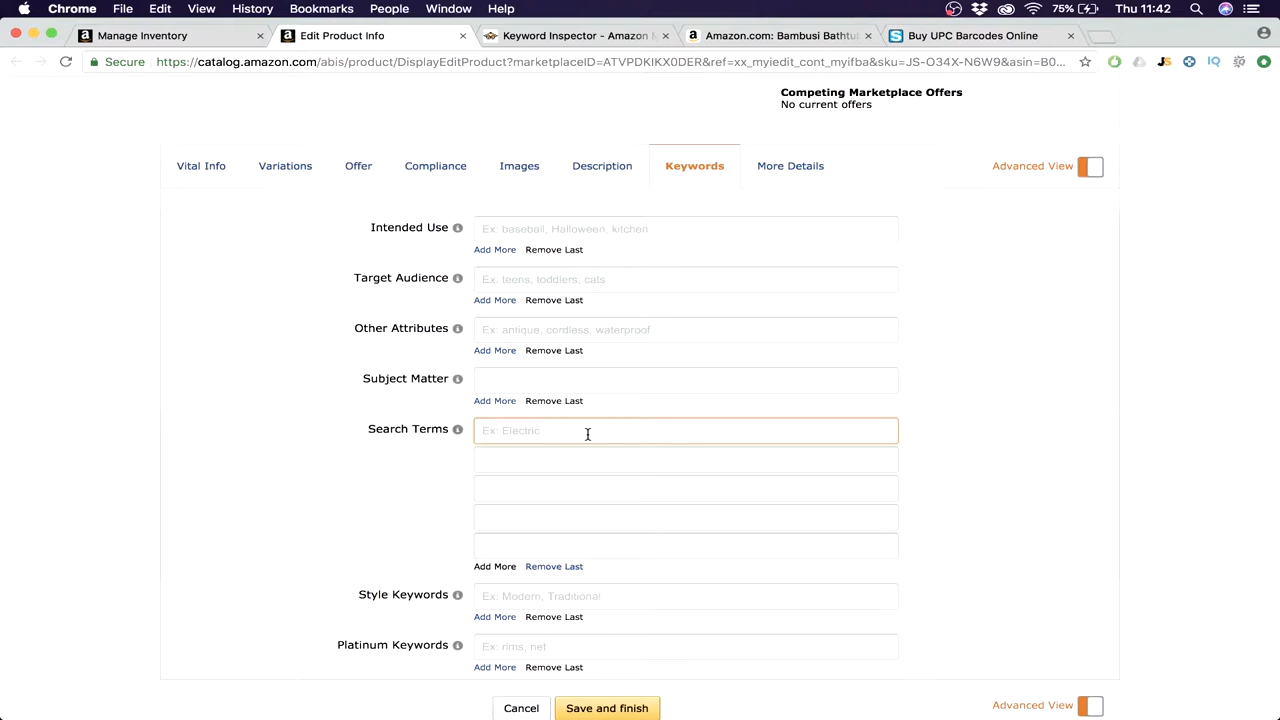 Chrome File Edit View History Bookmarks People Window Help 75% Thu 11:42
Manage Inventory × Edit Product Info × Keyword Inspector - Amazon M × Amazon.com: Bambusi Bathtub × Buy UPC Barcodes Online ×
Secure https://catalog.amazon.com/abis/product/DisplayEditProduct?marketplaceID=ATVPDKIKX0DER&ref=xx_myiedit_cont_myifba&sku=JS-O34X-N6W9&asin=B0...
Competing Marketplace Offers
No current offers
Vital Info Variations Offer Compliance Images Description Keywords More Details Advanced View
Intended Use Ex: baseball, Halloween, kitchen
Add More Remove Last
Target Audience Ex. teens, toddlers, cats
Add More Remove Last
Other Attributes Ex: antique, cordless, waterproof
Add More Remove Last
Subject Matter
Add More Remove Last
Search Terms Ex: Electric
Add More Remove Last
Style Keywords Ex: Modern, Traditional
Add More Remove Last
Platinum Keywords Ex: rims, net
Add More Remove Last
Cancel Save and finish Advanced View